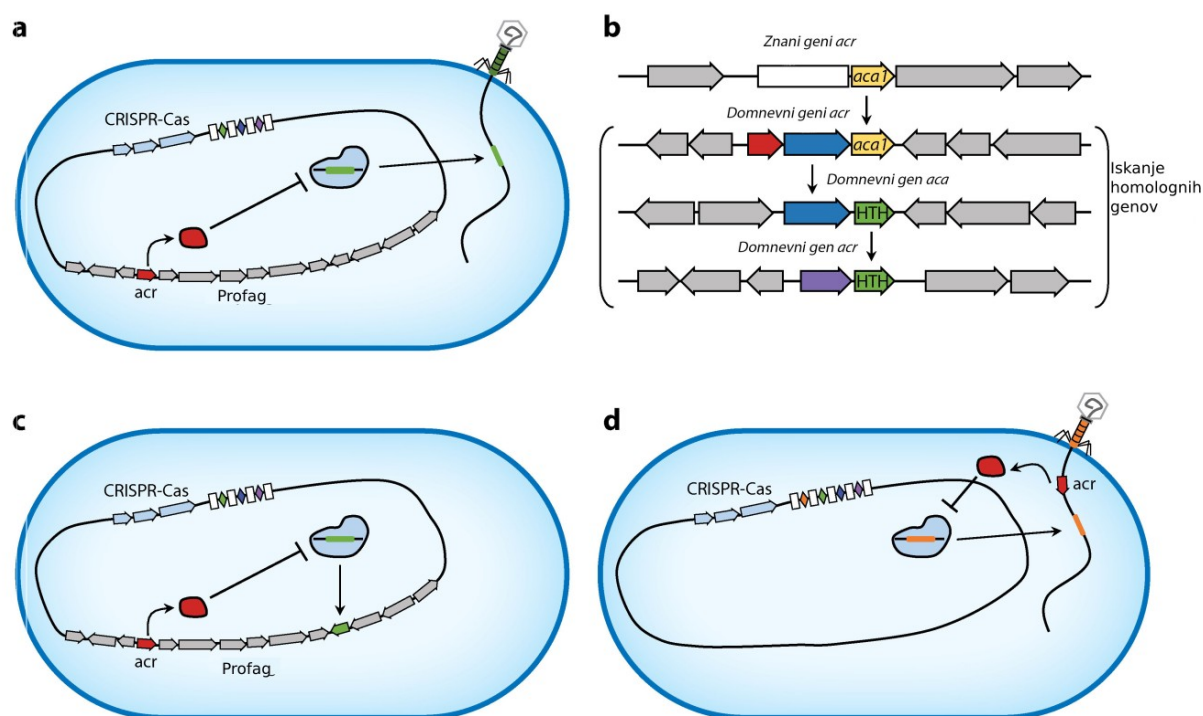 a
CRISPR-Cas
acr
Profag
b
Znani geni acr
aca1
Domnevni geni acr
aca1
Domnevni gen aca
HTH
Domnevni gen acr
HTH
Iskanje
homolognih
genov
c
CRISPR-Cas
acr
Profag
d
CRISPR-Cas
acr